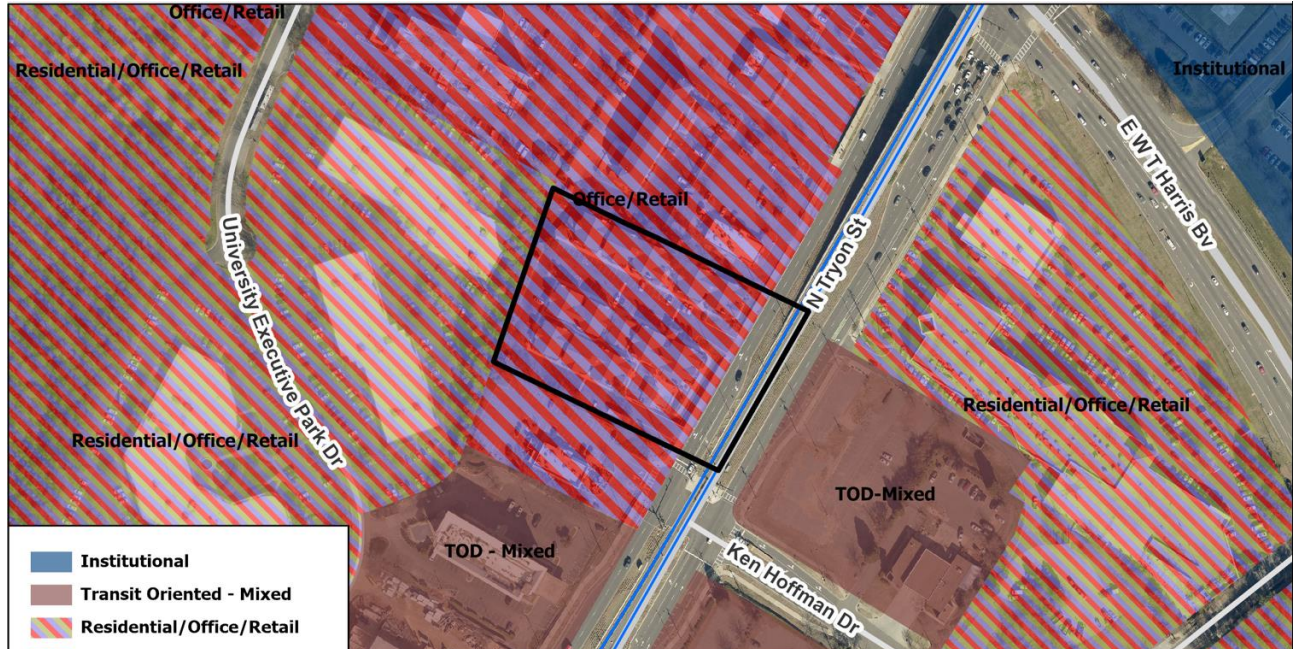 Office/Retail
Residential/Office/Retail
Institutional
E W T Harris Bv
Office/Retail
N Tryon St
University Executive Park Dr
Residential/Office/Retail
Residential/Office/Retail
TOD-Mixed
TOD - Mixed
Ken Hoffman Dr
Institutional
Transit Oriented - Mixed
Residential/Office/Retail